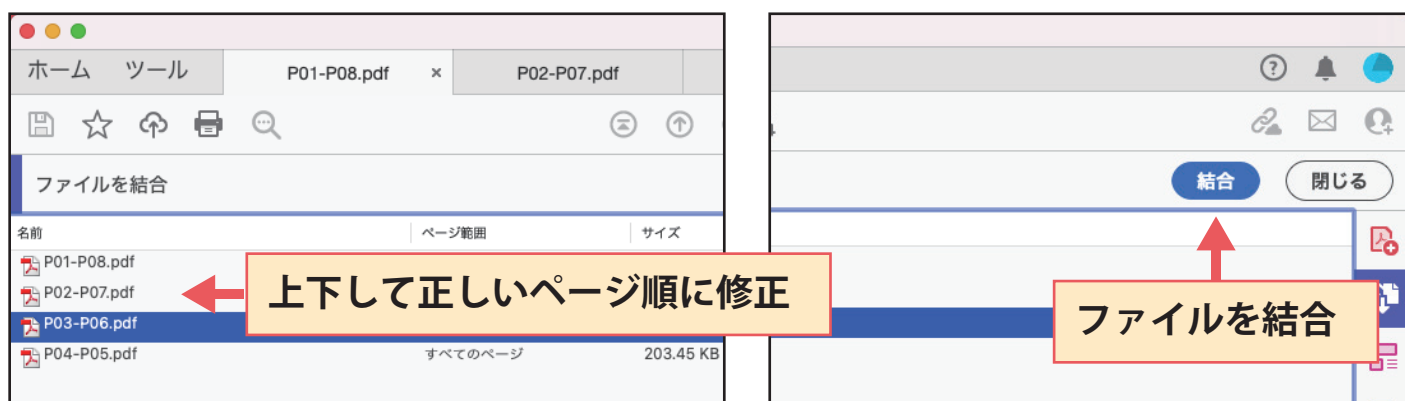 ホーム ツール P01-P08.pdf × P02-P07.pdf
ファイルを結合
結合 閉じる
名前 ページ範囲 サイズ
P01-P08.pdf
P02-P07.pdf
上下して正しいページ順に修正
P03-P06.pdf
P04-P05.pdf すべてのページ 203.45 KB
ファイルを結合